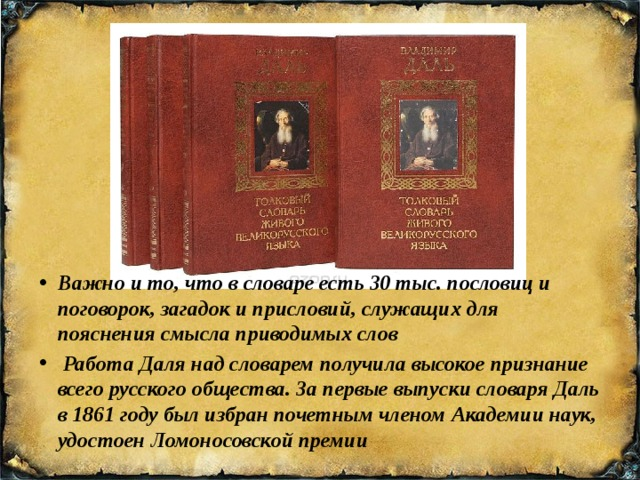 ВЛАДИМИР
ДАЛЬ
ТОЛКОВЫЙ
СЛОВАРЬ
ЖИВОГО
ВЕЛИКОРУССКОГО
ЯЗЫКА
ВЛАДИМИР
ДАЛЬ
ТОЛКОВЫЙ
СЛОВАРЬ
ЖИВОГО
ВЕЛИКОРУССКОГО
ЯЗЫКА
• Важно и то, что в словаре есть 30 тыс. пословиц и
поговорок, загадок и присловий, служащих для
пояснения смысла приводимых слов
• Работа Даля над словарем получила высокое признание
всего русского общества. За первые выпуски словаря Даль
в 1861 году был избран почетным членом Академии наук,
удостоен Ломоносовской премии